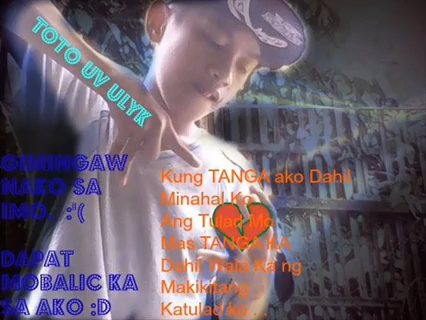 TOTO UV ULYK
GIMINGAW
NAKO SA
IMO.. :'(
DAPAT
MOBALIC KA
SA AKO :D
Kung TANGA ako Dahil
Minahal Ko
Ang Tulad Mo
Mas TANGA KA
Dahil Wala Ka ng
Makikitang
Katulad ko . .